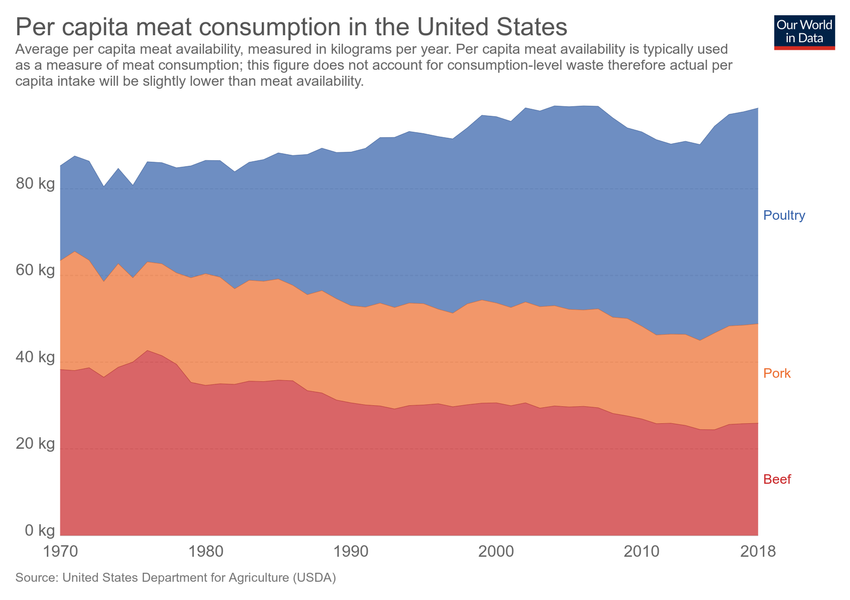 Per capita meat consumption in the United States
Our World
in Data
Average per capita meat availability, measured in kilograms per year. Per capita meat availability is typically used
as a measure of meat consumption; this figure does not account for consumption-level waste therefore actual per
capita intake will be slightly lower than meat availability.
80 kg
Poultry
60 kg
40 kg
Pork
20 kg
Beef
0 kg
1970
1980
1990
2000
2010
2018
Source: United States Department for Agriculture (USDA)